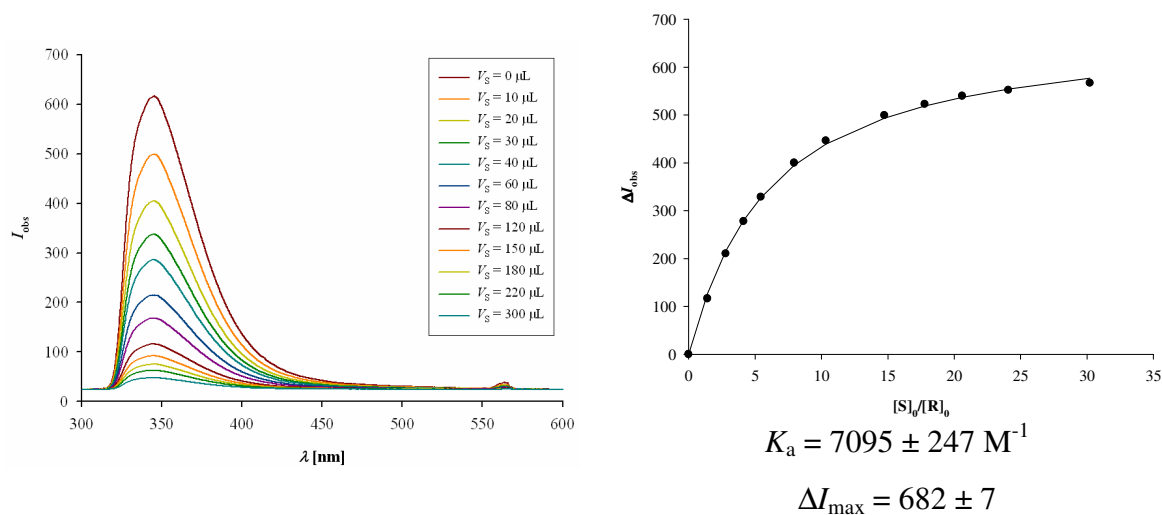 700
600
500
400
300
200
100
0
I_obs
300
350
400
450
500
550
600
λ [nm]
V_S = 0 μL
V_S = 10 μL
V_S = 20 μL
V_S = 30 μL
V_S = 40 μL
V_S = 60 μL
V_S = 80 μL
V_S = 120 μL
V_S = 150 μL
V_S = 180 μL
V_S = 220 μL
V_S = 300 μL
700
600
500
400
300
200
100
0
ΔI_obs
0
5
10
15
20
25
30
35
[S]₀/[R]₀
K_a = 7095 ± 247 M⁻¹
ΔI_max = 682 ± 7